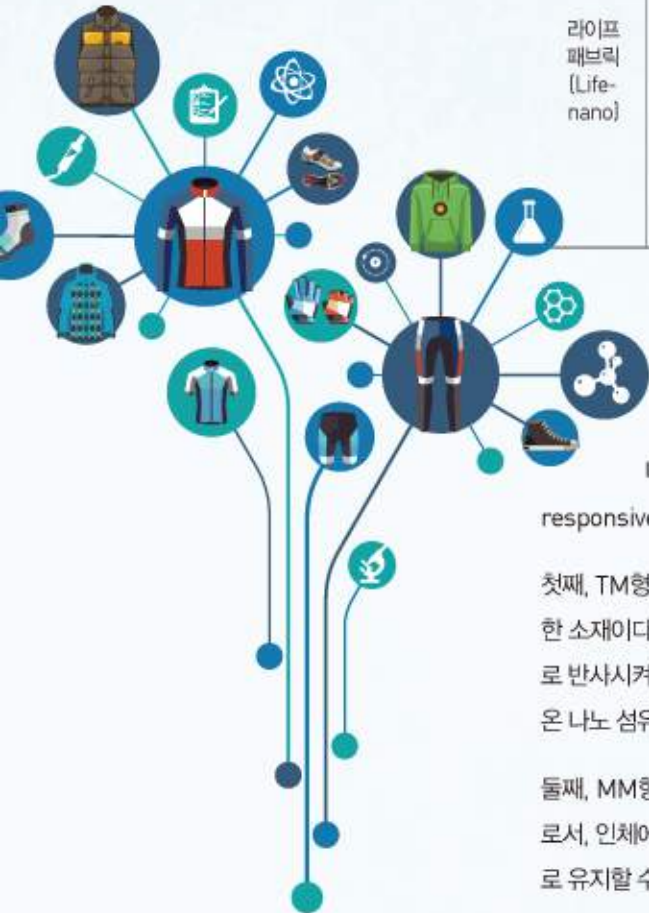 라이프
패브릭
(Life-
nano)
responsive
첫째, TM형
한 소재이다
로 반사시켜
온 나노 섬유
둘째, MM형
로서, 인체에
로 유지할 수